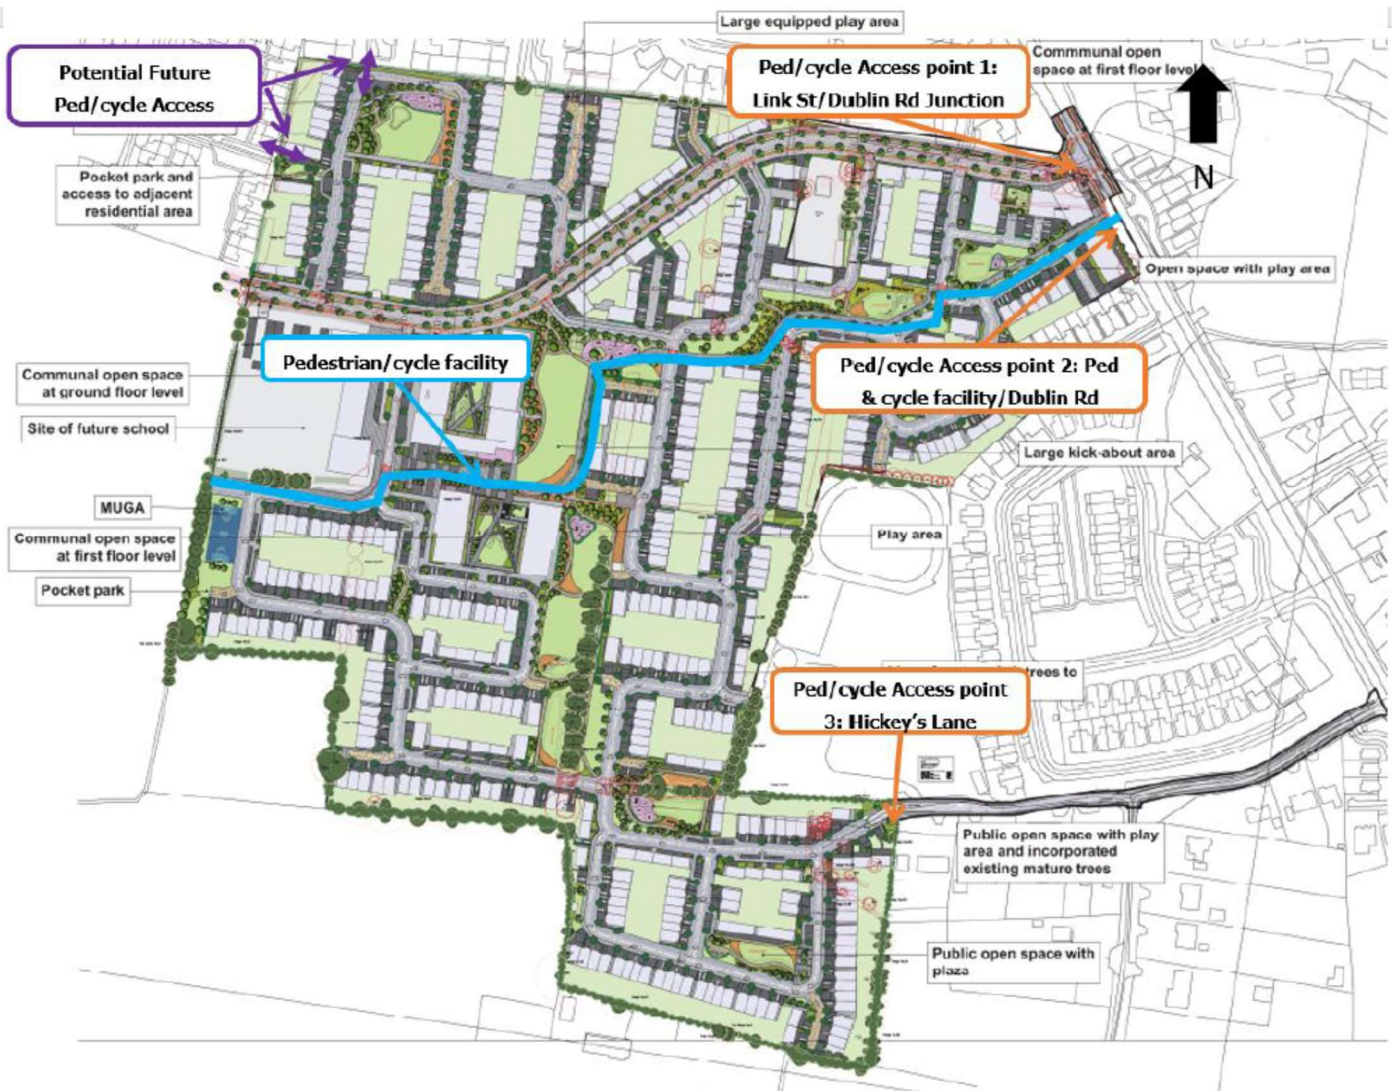 Large equipped play area
Potential Future
Ped/cycle Access
Ped/cycle Access point 1:
Link St/Dublin Rd Junction
Commmunal open
space at first floor level
N
Pocket park and
access to adjacent
residential area
Open space with play area
Pedestrian/cycle facility
Ped/cycle Access point 2: Ped
& cycle facility/Dublin Rd
Communal open space
at ground floor level
Site of future school
Large kick-about area
MUGA
Communal open space
at first floor level
Play area
Pocket park
trees to
Ped/cycle Access point
3: Hickey's Lane
Public open space with play
area and incorporated
existing mature trees
Public open space with
plaza